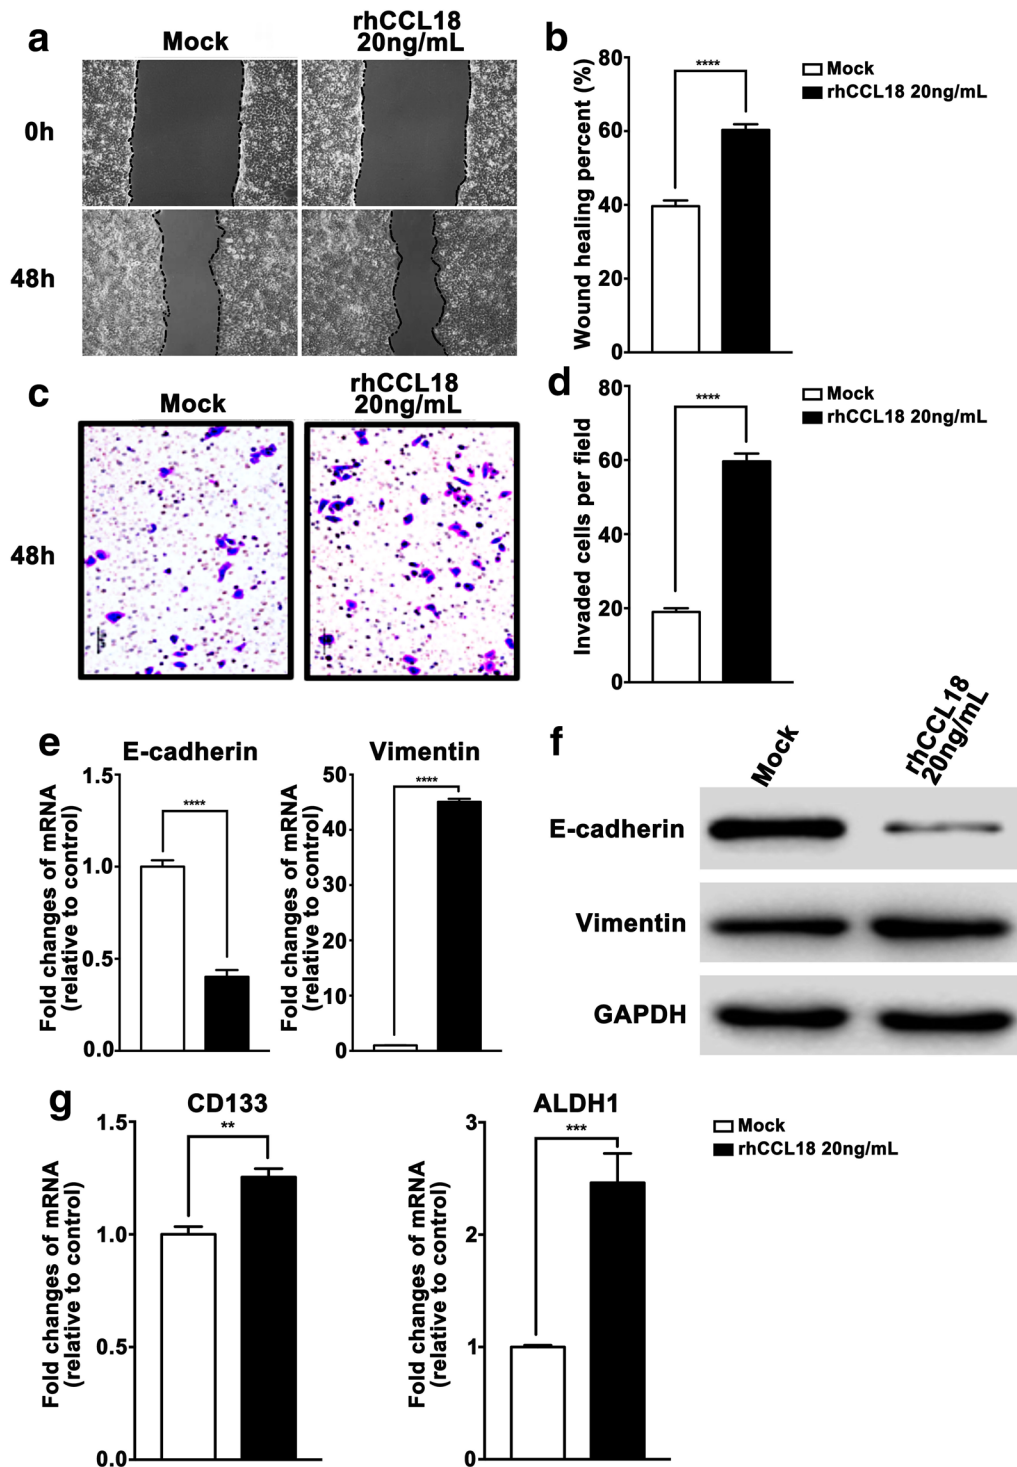 a
Mock
rhCCL18
20ng/mL
0h
48h
b
Wound healing percent (%)
80
60
40
20
0
****
Mock
rhCCL18 20ng/mL
c
Mock
rhCCL18
20ng/mL
48h
d
Invaded cells per field
80
60
40
20
0
****
Mock
rhCCL18 20ng/mL
e
E-cadherin
Fold changes of mRNA
(relative to control)
1.5
1.0
0.5
0.0
****
Vimentin
Fold changes of mRNA
(relative to control)
50
40
30
20
10
0
****
f
Mock
rhCCL18
20ng/mL
E-cadherin
Vimentin
GAPDH
g
CD133
Fold changes of mRNA
(relative to control)
1.5
1.0
0.5
0.0
**
ALDH1
Fold changes of mRNA
(relative to control)
3
2
1
0
***
Mock
rhCCL18 20ng/mL